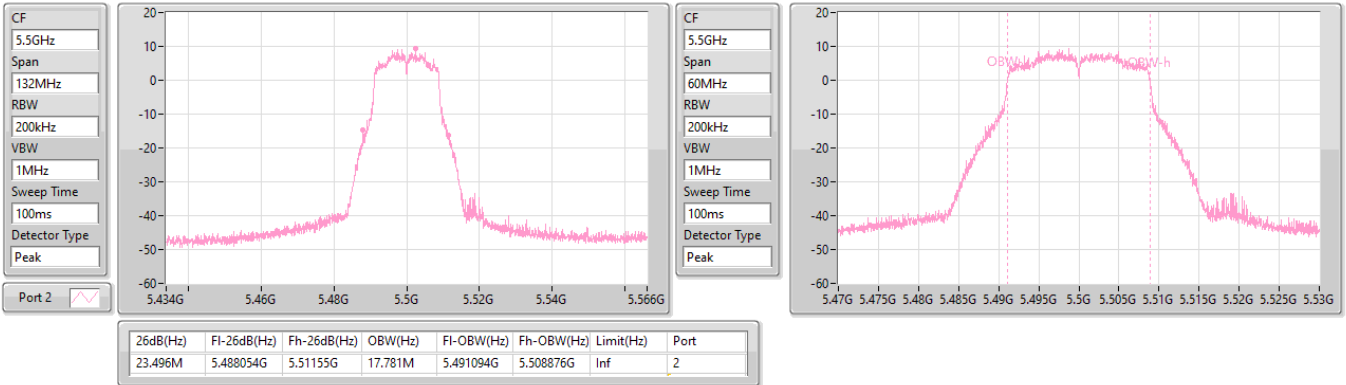 CF
5.5GHz
Span
132MHz
RBW
200kHz
VBW
1MHz
Sweep Time
100ms
Detector Type
Peak
Port 2
20
10
0
-10
-20
-30
-40
-50
-60
5.434G 5.46G 5.48G 5.5G 5.52G 5.54G 5.566G
CF
5.5GHz
Span
60MHz
RBW
200kHz
VBW
1MHz
Sweep Time
100ms
Detector Type
Peak
20
10
0
-10
-20
-30
-40
-50
-60
OBW-h
5.47G 5.475G 5.48G 5.485G 5.49G 5.495G 5.5G 5.505G 5.51G 5.515G 5.52G 5.525G 5.53G
26dB(Hz) Fl-26dB(Hz) Fh-26dB(Hz) OBW(Hz) Fl-OBW(Hz) Fh-OBW(Hz) Limit(Hz) Port
23.496M 5.488054G 5.51155G 17.781M 5.491094G 5.508876G Inf 2